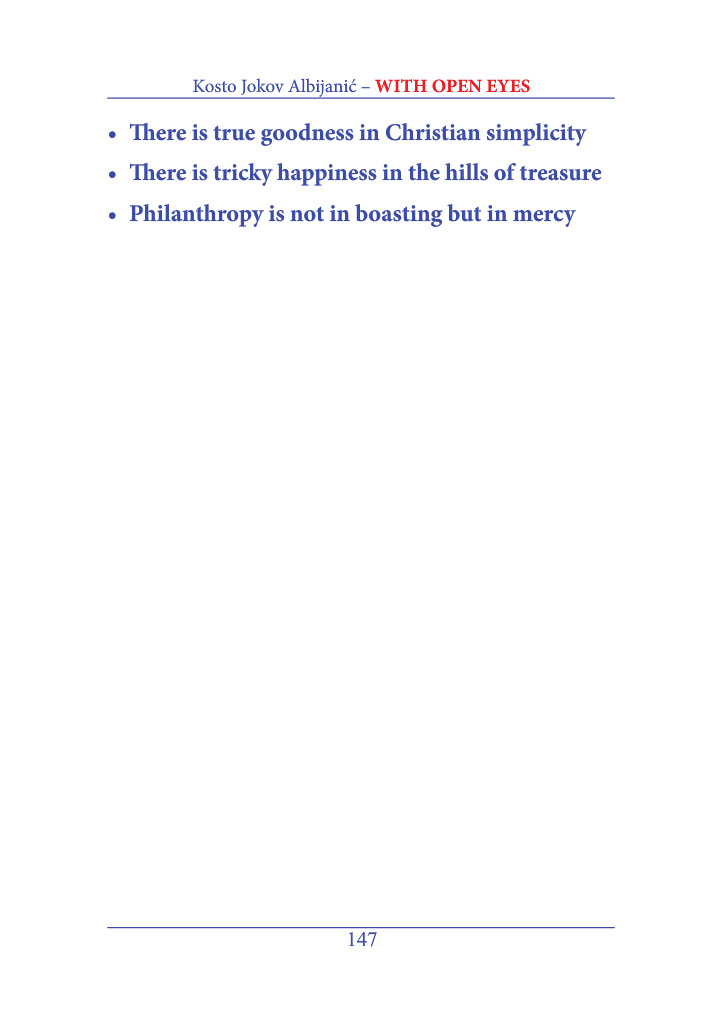 Kosto Jokov Albijanić – WITH OPEN EYES
• There is true goodness in Christian simplicity
• There is tricky happiness in the hills of treasure
• Philanthropy is not in boasting but in mercy
147